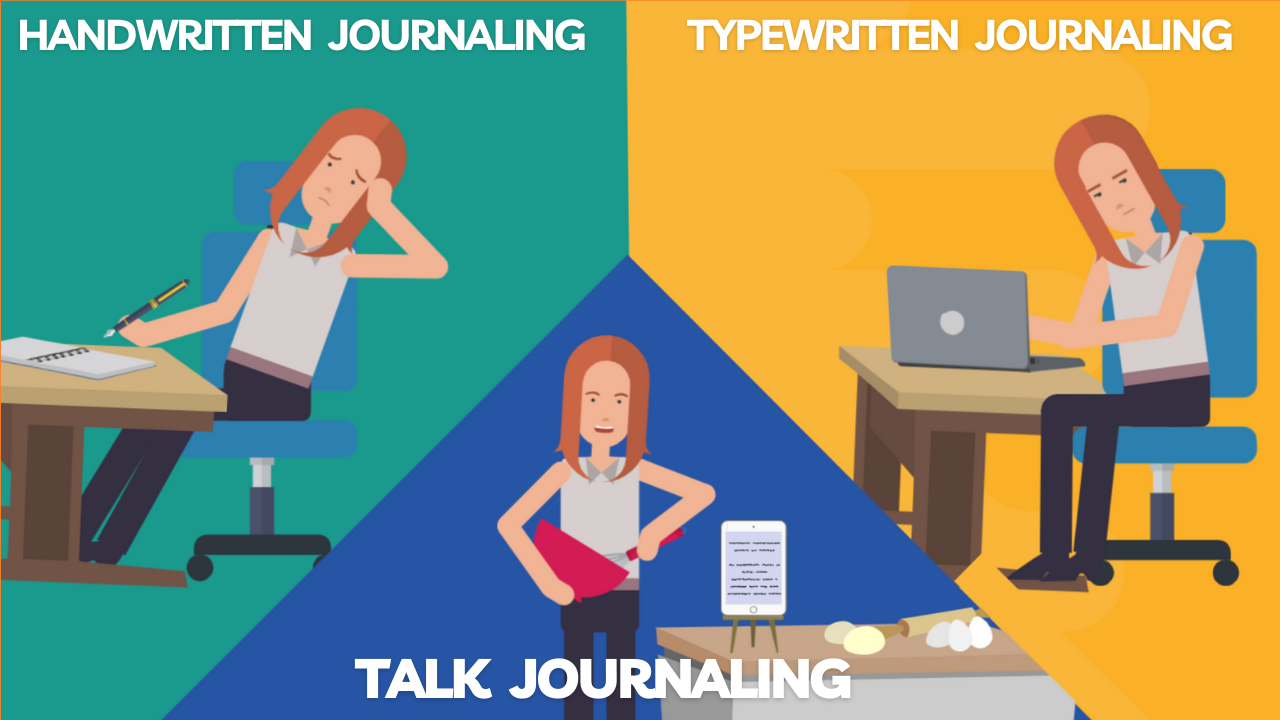 HANDWRITTEN JOURNALING
TYPEWRITTEN JOURNALING
TALK JOURNALING